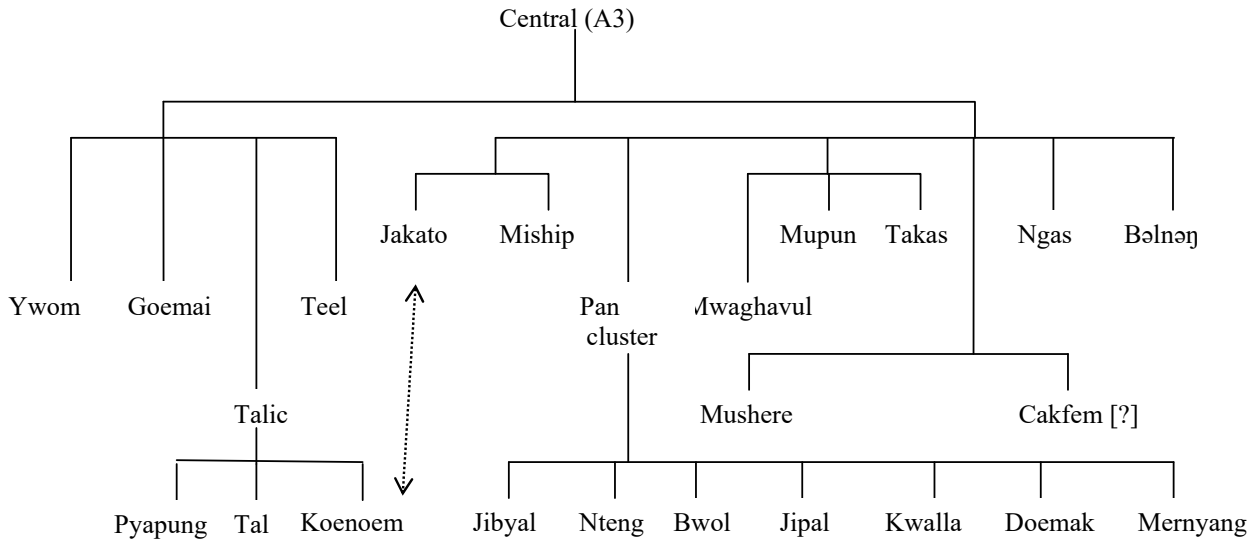 Central (A3)
Jakato Miship Mupun Takas Ngas Bəlnəŋ
Ywom Goemai Teel Pan Mwaghavul
cluster
Talic Mushere Cakfem [?]
Pyapung Tal Koenoem Jibyal Nteng Bwol Jipal Kwalla Doemak Mernyang